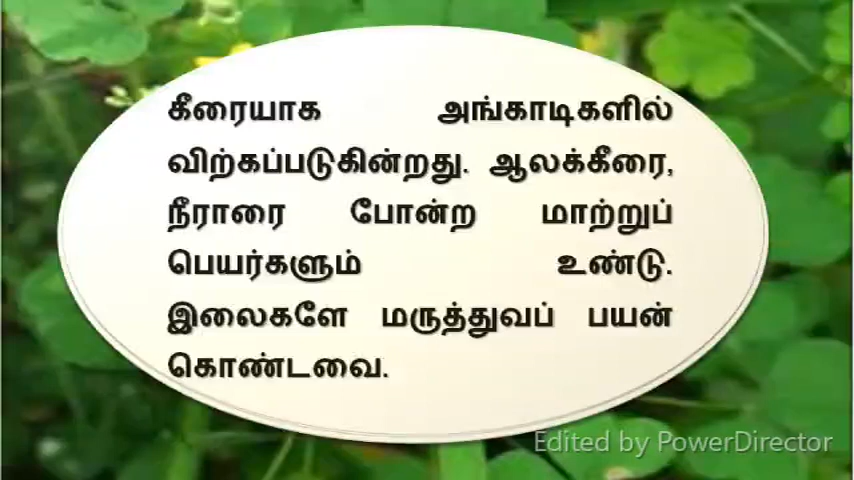 கீரையாக அங்காடிகளில்
விற்கப்படுகின்றது. ஆலக்கீரை,
நீராரை போன்ற மாற்றுப்
பெயர்களும் உண்டு.
இலைகளே மருத்துவப் பயன்
கொண்டவை.
Edited by PowerDirector